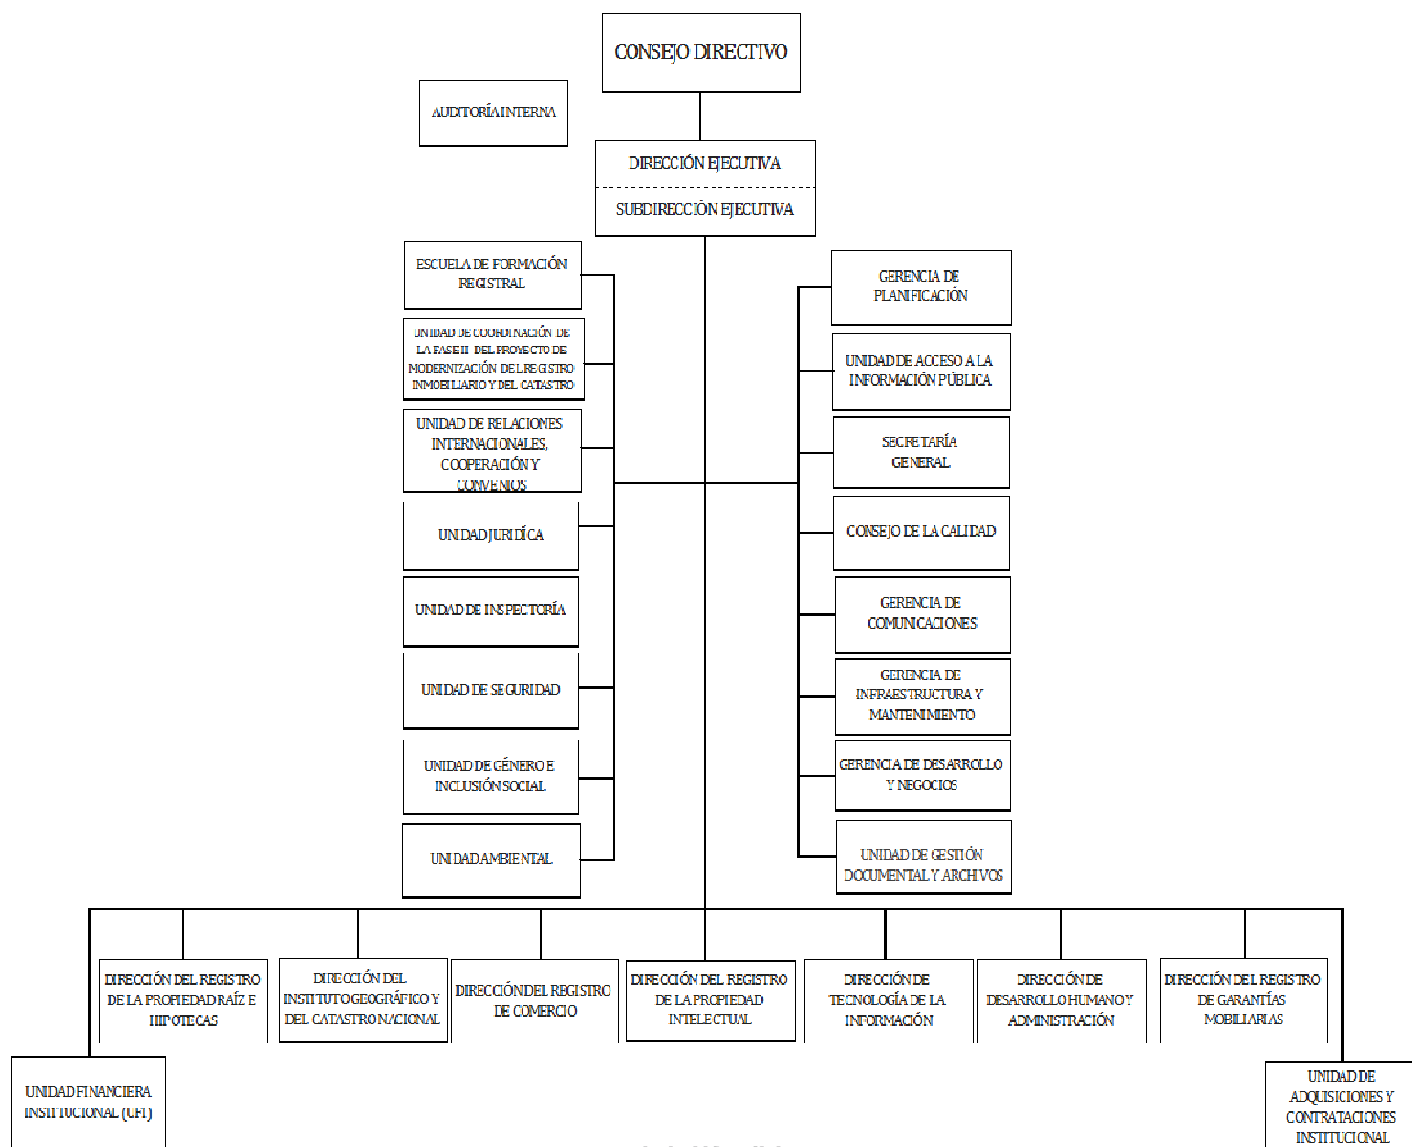 CONSEJO DIRECTIVO
AUDITORÍA INTERNA
DIRECCIÓN EJECUTIVA
SUBDIRECCIÓN EJECUTIVA
ESCUELA DE FORMACIÓN
REGISTRAL
UNIDAD DE COORDINACIÓN DE
LA FASE II DEL PROYECTO DE
MODERNIZACIÓN DEL REGISTRO
INMOBILIARIO Y DEL CATASTRO
UNIDAD DE RELACIONES
INTERNACIONALES,
COOPERACIÓN Y
CONVENIOS
UNIDAD JURIDÍCA
UNIDAD DE INSPECTORÍA
UNIDAD DE SEGURIDAD
UNIDAD DE GÉNERO E
INCLUSIÓN SOCIAL
UNIDAD AMBIENTAL
GERENCIA DE
PLANIFICACIÓN
UNIDAD DE ACCESO A LA
INFORMACIÓN PÚBLICA
SECRETARÍA
GENERAL
CONSEJO DE LA CALIDAD
GERENCIA DE
COMUNICACIONES
GERENCIA DE
INFRAESTRUCTURA Y
MANTENIMIENTO
GERENCIA DE DESARROLLO
Y NEGOCIOS
UNIDAD DE GESTIÓN
DOCUMENTAL Y ARCHIVOS
DIRECCIÓN DEL REGISTRO
DE LA PROPIEDAD RAÍZ E
HIPOTECAS
DIRECCIÓN DEL
INSTITUTO GEOGRÁFICO Y
DEL CATASTRO NACIONAL
DIRECCIÓN DEL REGISTRO
DE COMERCIO
DIRECCIÓN DEL REGISTRO
DE LA PROPIEDAD
INTELECTUAL
DIRECCIÓN DE
TECNOLOGÍA DE LA
INFORMACIÓN
DIRECCIÓN DE
DESARROLLO HUMANO Y
ADMINISTRACIÓN
DIRECCIÓN DEL REGISTRO
DE GARANTÍAS
MOBILIARIAS
UNIDAD FINANCIERA
INSTITUCIONAL (UFI)
UNIDAD DE
ADQUISICIONES Y
CONTRATACIONES
INSTITUCIONAL